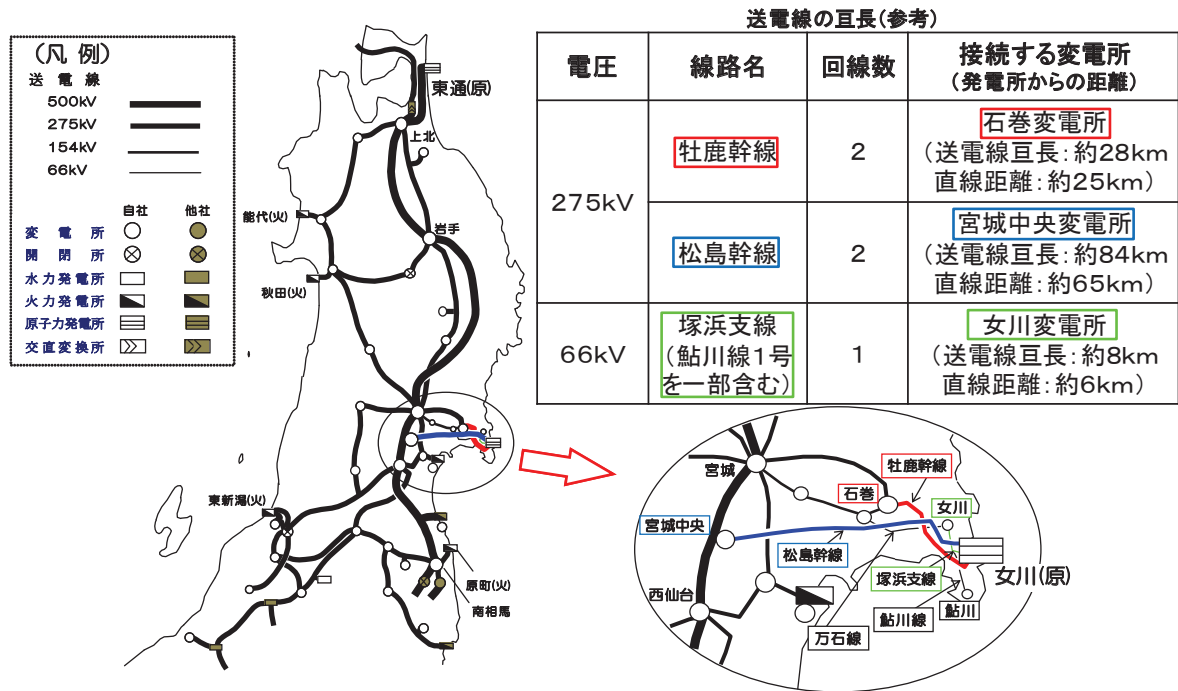 (凡 例)
送 電 線
500kV
275kV
154kV
66kV
自社 他社
変 電 所
開 閉 所
水力発電所
火力発電所
原子力発電所
交直変換所
東通(原)
上北
能代(火)
岩手
秋田(火)
東新潟(火)
原町(火)
南相馬
送電線の亘長(参考)
電圧 線路名 回線数 接続する変電所
(発電所からの距離)
275kV
牡鹿幹線 2
石巻変電所
(送電線亘長:約28km
直線距離:約25km)
松島幹線 2
宮城中央変電所
(送電線亘長:約84km
直線距離:約65km)
66kV
塚浜支線
(鮎川線1号
を一部含む)
1
女川変電所
(送電線亘長:約8km
直線距離:約6km)
宮城
牡鹿幹線
石巻
女川
宮城中央
松島幹線
塚浜支線
女川(原)
西仙台
鮎川線
鮎川
万石線